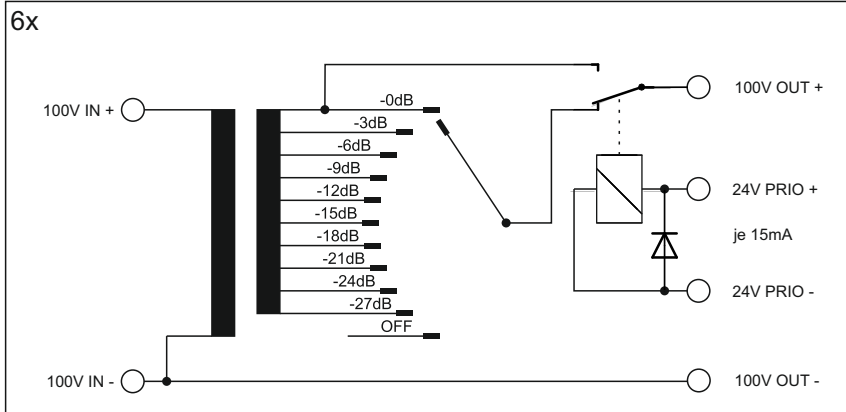 6x
100V IN +
-0dB
-3dB
-6dB
-9dB
-12dB
-15dB
-18dB
-21dB
-24dB
-27dB
OFF
100V IN -
100V OUT +
24V PRIO +
je 15mA
24V PRIO -
100V OUT -